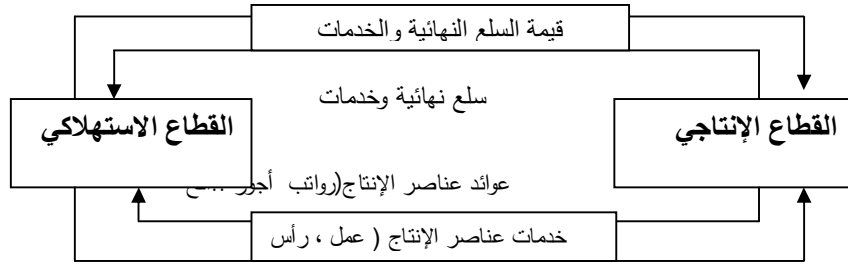 قيمة السلع النهائية والخدمات
سلع نهائية وخدمات
القطاع الإنتاجي
القطاع الاستهلاكي
عوائد عناصر الإنتاج(رواتب أجور
خدمات عناصر الإنتاج ( عمل ، رأس